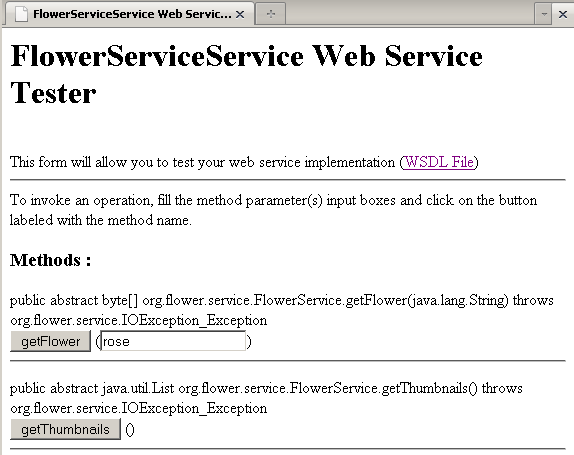 FlowerServiceService Web Servic...
FlowerServiceService Web Service
Tester
This form will allow you to test your web service implementation (WSDL File)
To invoke an operation, fill the method parameter(s) input boxes and click on the button
labeled with the method name.
Methods :
public abstract byte[] org.flower.service.FlowerService.getFlower(java.lang.String) throws
org.flower.service.IOException_Exception
getFlower (rose)
public abstract java.util.List org.flower.service.FlowerService.getThumbnails() throws
org.flower.service.IOException_Exception
getThumbnails ()